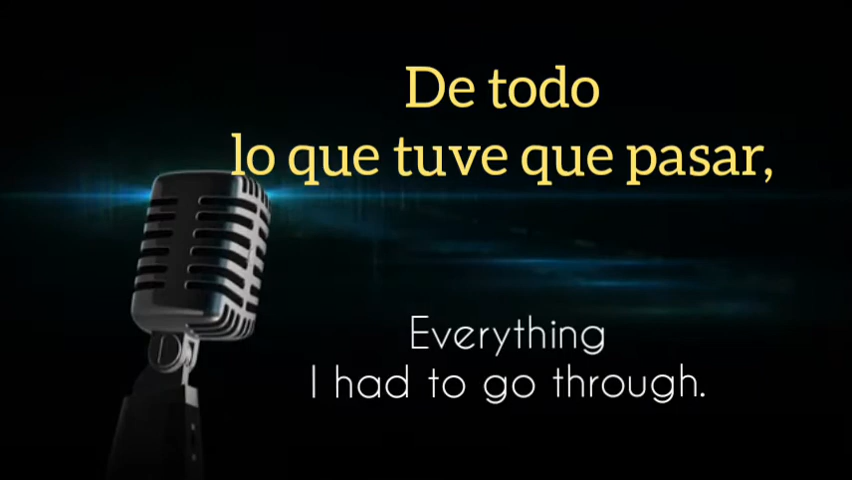 De todo
lo que tuve que pasar,
Everything
I had to go through.